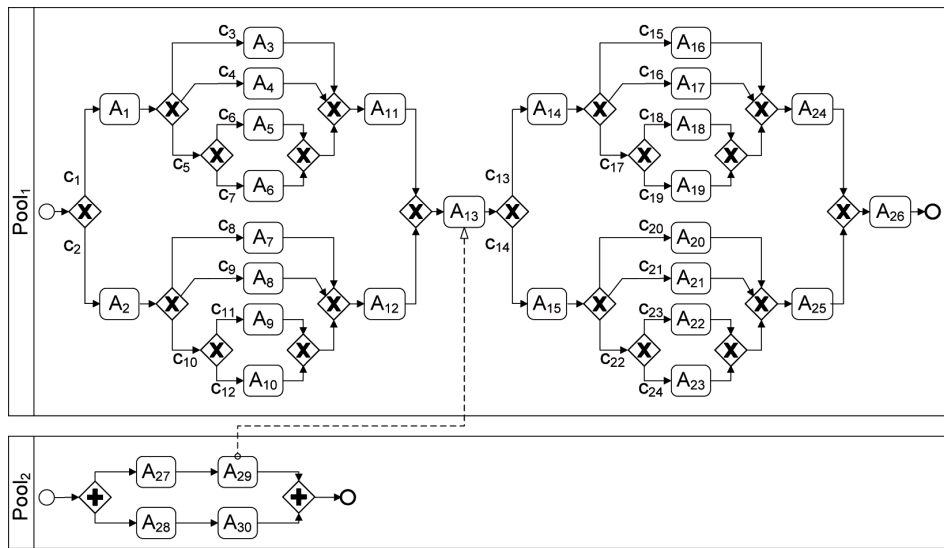 Pool₁
C₁
C₂
A₁
A₂
C₃
A₃
C₄
A₄
C₅
C₆
A₅
C₇
A₆
A₁₁
C₈
A₇
C₉
A₈
C₁₀
C₁₁
A₉
C₁₂
A₁₀
A₁₂
A₁₃
C₁₃
C₁₄
A₁₄
A₁₅
C₁₅
A₁₆
C₁₆
A₁₇
C₁₇
C₁₈
A₁₈
C₁₉
A₁₉
A₂₄
C₂₀
A₂₀
C₂₁
A₂₁
C₂₂
C₂₃
A₂₂
C₂₄
A₂₃
A₂₅
A₂₆
Pool₂
A₂₇
A₂₉
A₂₈
A₃₀